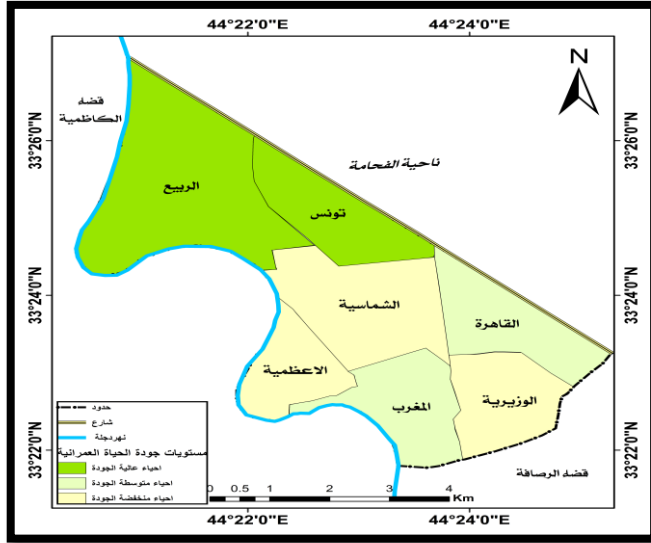 44°22'0"E
44°24'0"E
N
قضاء
الكاظمية
33°26'0"N
33°26'0"N
ناحية الفحامة
الربيع
تونس
33°24'0"N
33°24'0"N
الشماسية
القاهرة
الاعظمية
المغرب
الوزيرية
حدود
شارع
نهردجلة
مستويات جودة الحياة العمرانية
احياء عالية الجودة
احياء متوسطة الجودة
احياء منخفضة الجودة
33°22'0"N
33°22'0"N
قضاء الرصافة
0 0.5 1 2 3 4
Km
44°22'0"E
44°24'0"E